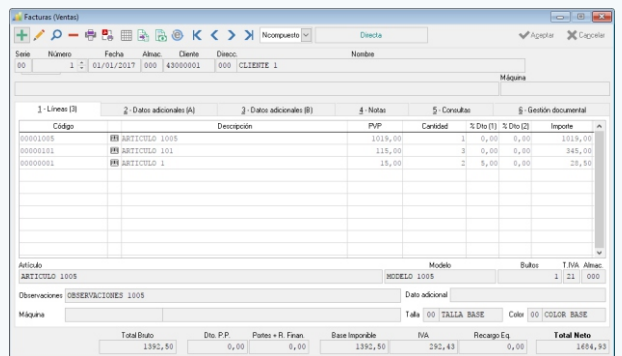 Facturas (Ventas)
Ncompuesto Directa Aceptar Cancelar
Serie Número Fecha Almac. Cliente Direcc. Nombre
00 1 01/01/2017 000 43000001 000 CLIENTE 1
Máquina
1 - Líneas (3) 2 - Datos adicionales (A) 3 - Datos adicionales (B) 4 - Notas 5 - Consultas 6 - Gestión documental
Código Descripción PVP Cantidad % Dto (1) % Dto (2) Importe
00001005 ARTICULO 1005 1019,00 1 0,00 0,00 1019,00
00000101 ARTICULO 101 115,00 3 0,00 0,00 345,00
00000001 ARTICULO 1 15,00 2 5,00 0,00 28,50
Artículo Modelo Bultos T.IVA Almac.
ARTICULO 1005 MODELO 1005 1 21 000
Observaciones OBSERVACIONES 1005 Dato adicional
Máquina Talla 00 TALLA BASE Color 00 COLOR BASE
Total Bruto Dto. P.P. Portes + R. Finan. Base Imponible IVA Recargo Eq. Total Neto
1392,50 0,00 0,00 1392,50 292,43 0,00 1684,93